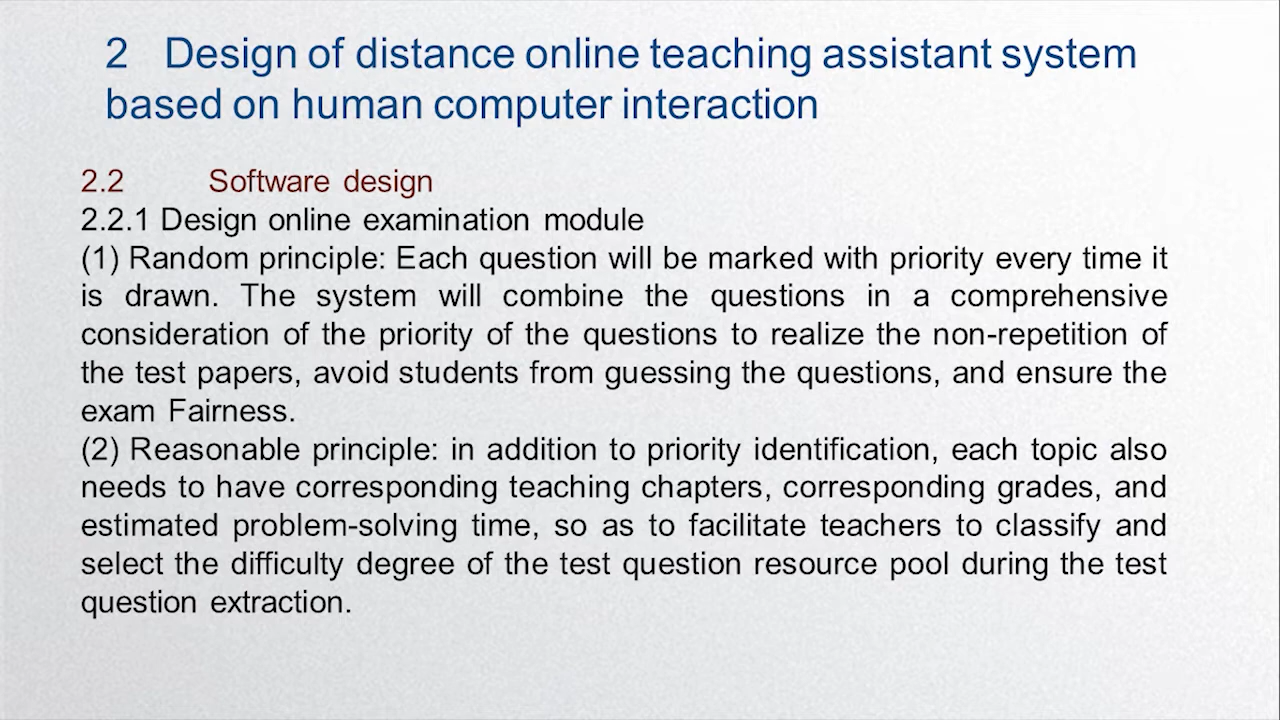 2 Design of distance online teaching assistant system
based on human computer interaction
2.2 Software design
2.2.1 Design online examination module
(1) Random principle: Each question will be marked with priority every time it
is drawn. The system will combine the questions in a comprehensive
consideration of the priority of the questions to realize the non-repetition of
the test papers, avoid students from guessing the questions, and ensure the
exam Fairness.
(2) Reasonable principle: in addition to priority identification, each topic also
needs to have corresponding teaching chapters, corresponding grades, and
estimated problem-solving time, so as to facilitate teachers to classify and
select the difficulty degree of the test question resource pool during the test
question extraction.